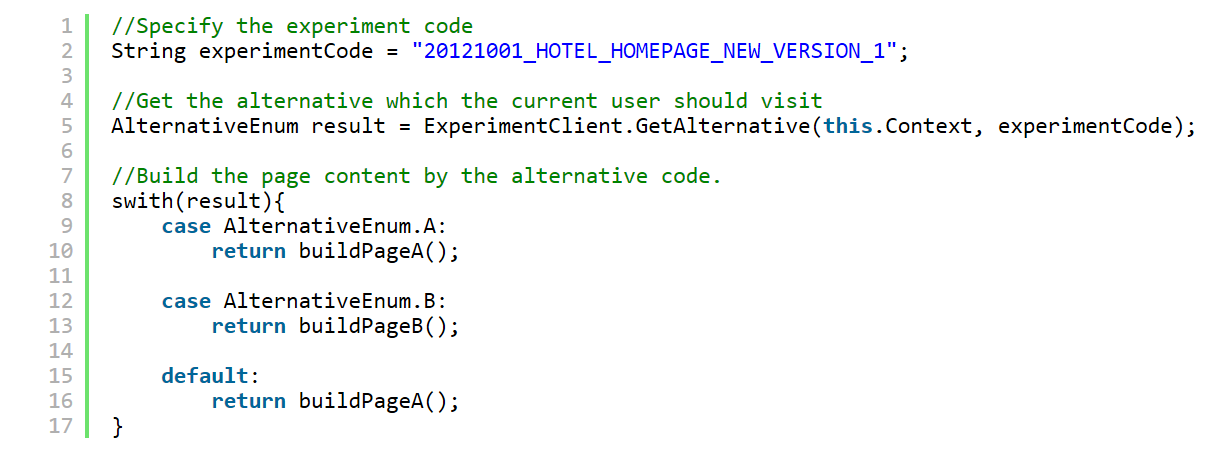 1 //Specify the experiment code
2 String experimentCode = "20121001_HOTEL_HOMEPAGE_NEW_VERSION_1";
3
4 //Get the alternative which the current user should visit
5 AlternativeEnum result = ExperimentClient.GetAlternative(this.Context, experimentCode);
6
7 //Build the page content by the alternative code.
8 swith(result){
9     case AlternativeEnum.A:
10         return buildPageA();
11
12     case AlternativeEnum.B:
13         return buildPageB();
14
15     default:
16         return buildPageA();
17 }